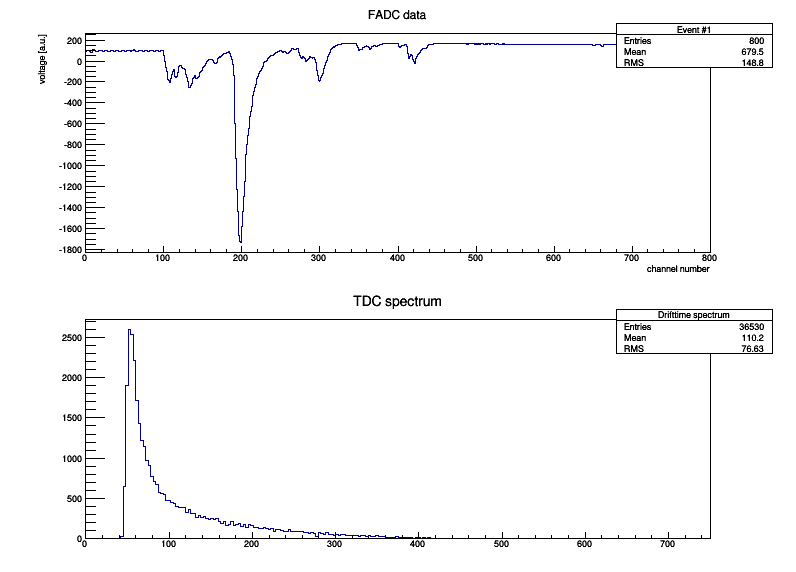 FADC data
Event #1
Entries 800
Mean 679.5
RMS 148.8
voltage [a.u.]
200
0
-200
-400
-600
-800
-1000
-1200
-1400
-1600
-1800
0 100 200 300 400 500 600 700 800
channel number
TDC spectrum
Drifttime spectrum
Entries 36530
Mean 110.2
RMS 76.63
2500
2000
1500
1000
500
0
0 100 200 300 400 500 600 700